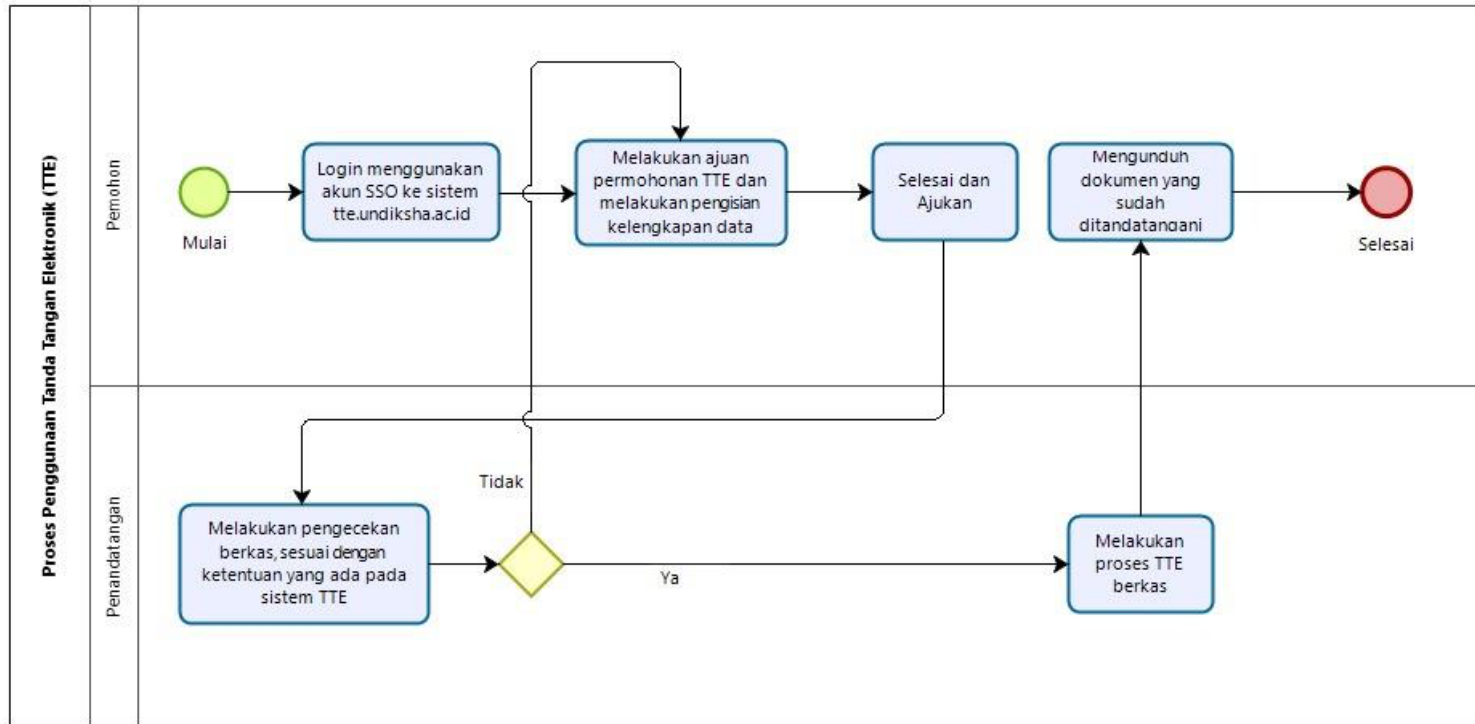 Proses Penggunaan Tanda Tangan Elektronik (TTE)
Pemohon
Mulai
Login menggunakan
akun SSO ke sistem
tte.undiksha.ac.id
Melakukan ajuan
permohonan TTE dan
melakukan pengisian
kelengkapan data
Selesai dan
Ajukan
Mengunduh
dokumen yang
sudah
ditandatangani
Selesai
Penandatangan
Melakukan pengecekan
berkas, sesuai dengan
ketentuan yang ada pada
sistem TTE
Tidak
Ya
Melakukan
proses TTE
berkas